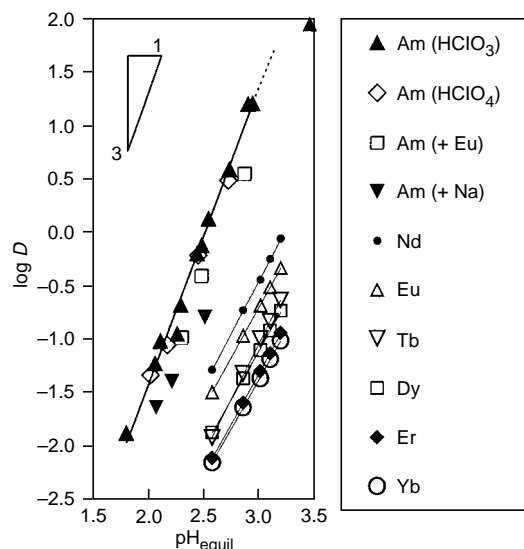 2.0
1.5
1.0
0.5
0.0
–0.5
–1.0
–1.5
–2.0
–2.5
log D
1
3
1.5 2.0 2.5 3.0 3.5
pHequil
Am (HClO3)
Am (HClO4)
Am (+ Eu)
Am (+ Na)
Nd
Eu
Tb
Dy
Er
Yb